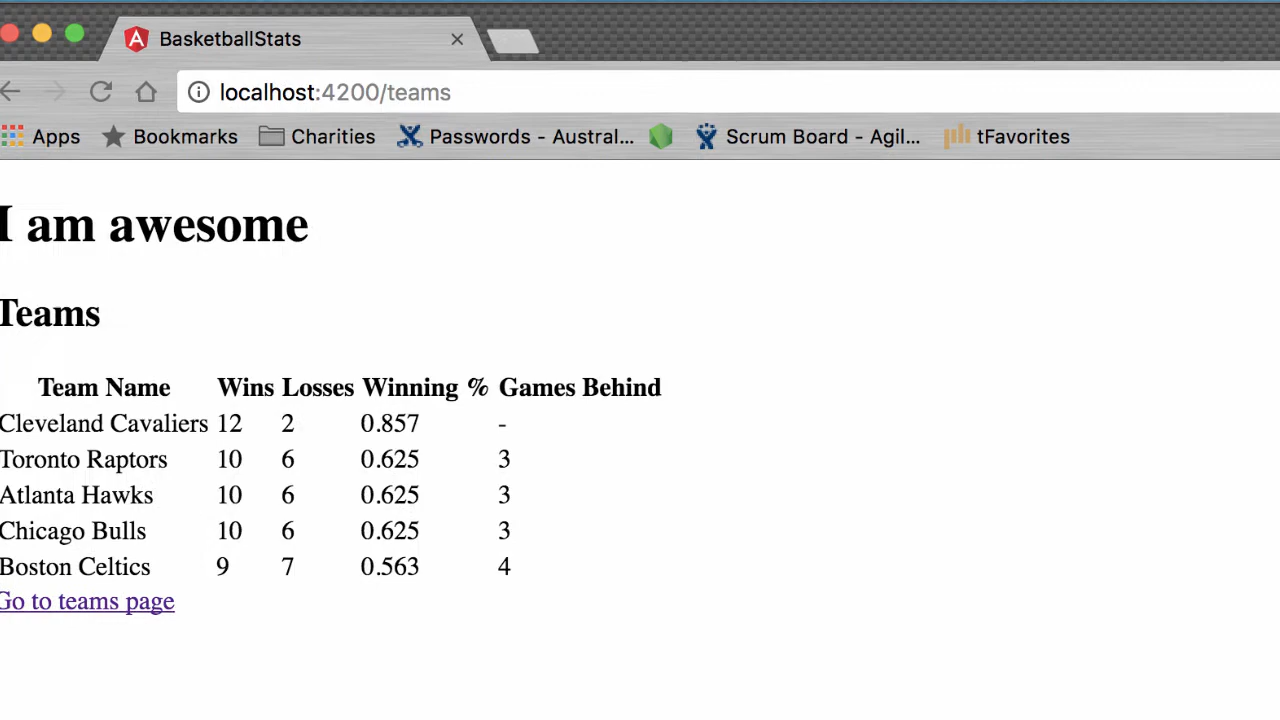 BasketballStats
localhost:4200/teams
Apps Bookmarks Charities Passwords - Austral... Scrum Board - Agil... tFavorites
I am awesome
Teams
Team Name Wins Losses Winning % Games Behind
Cleveland Cavaliers 12 2 0.857 -
Toronto Raptors 10 6 0.625 3
Atlanta Hawks 10 6 0.625 3
Chicago Bulls 10 6 0.625 3
Boston Celtics 9 7 0.563 4
Go to teams page